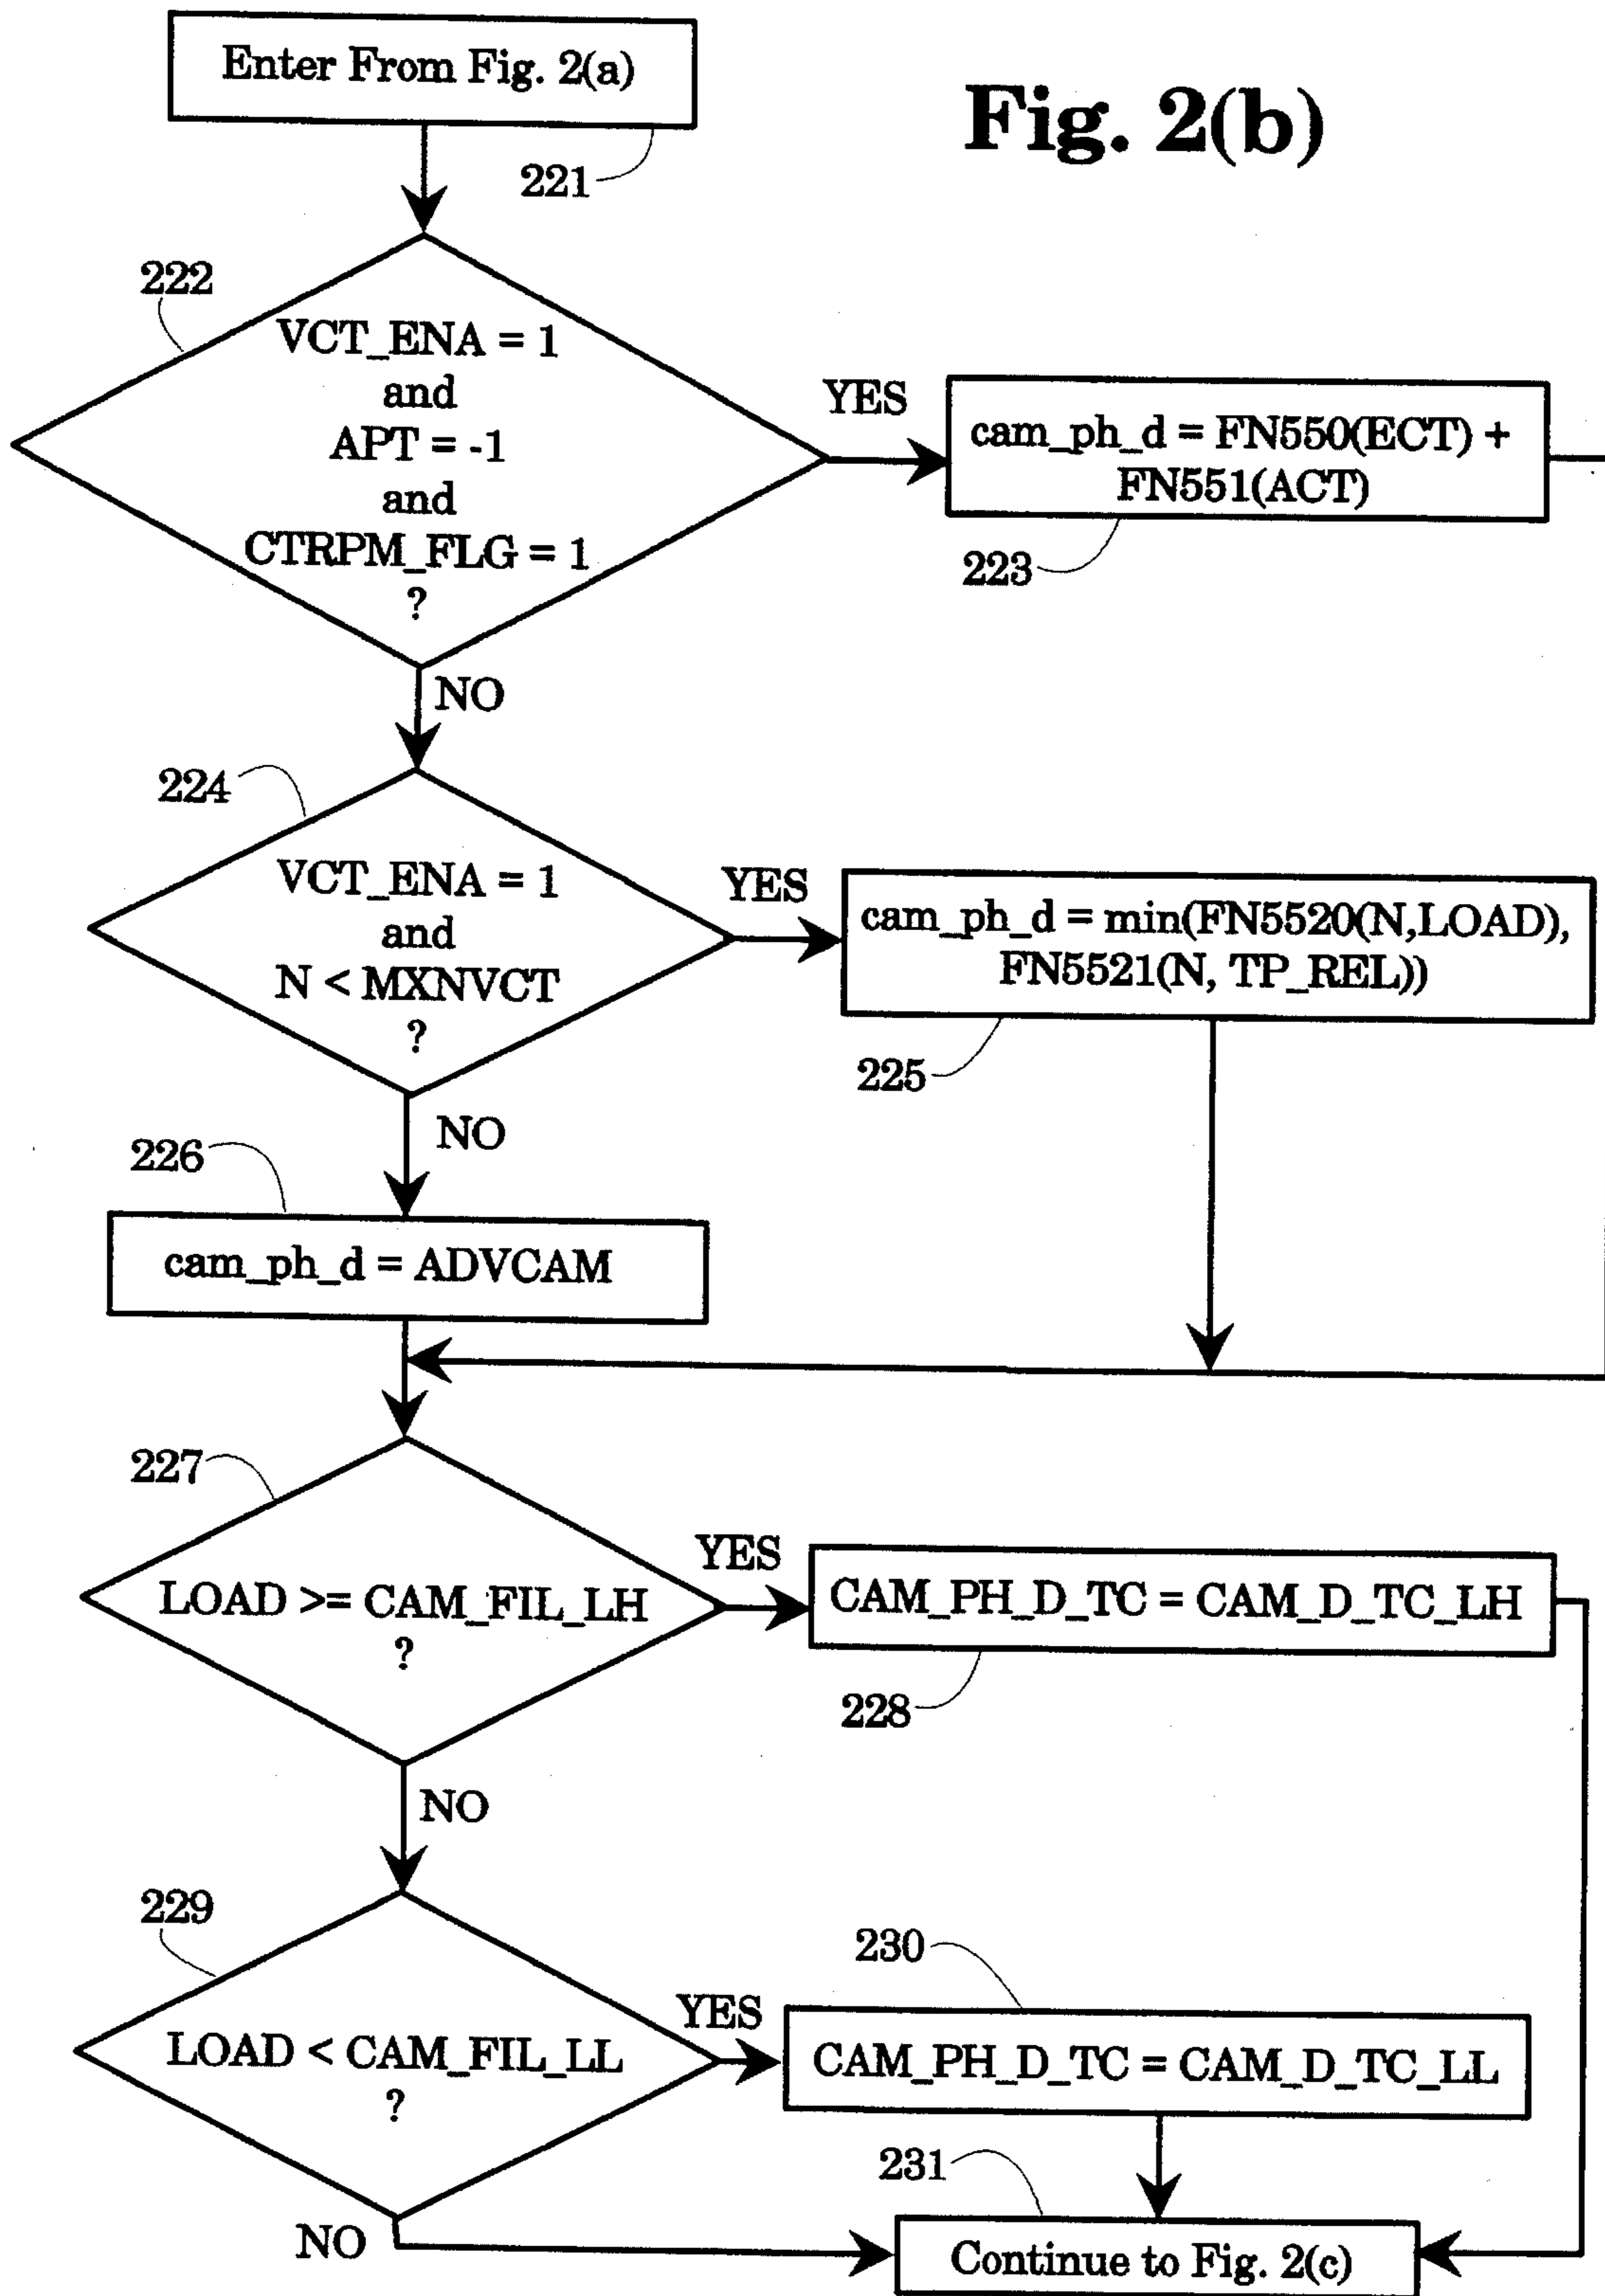 Enter From Fig. 2(a)
Fig. 2(b)
221
222
VCT_ENA = 1
and
APT = -1
and
CTRPM_FLG = 1
?
YES
cam_ph_d = FN550(ECT) +
FN551(ACT)
223
NO
224
VCT_ENA = 1
and
N < MXNVCT
?
YES
cam_ph_d = min(FN5520(N,LOAD),
FN5521(N, TP_REL))
225
NO
226
cam_ph_d = ADVCAM
227
LOAD >= CAM_FIL_LH
?
YES
CAM_PH_D_TC = CAM_D_TC_LH
228
NO
229
LOAD < CAM_FIL_LL
?
YES
230
CAM_PH_D_TC = CAM_D_TC_LL
231
NO
Continue to Fig. 2(c)